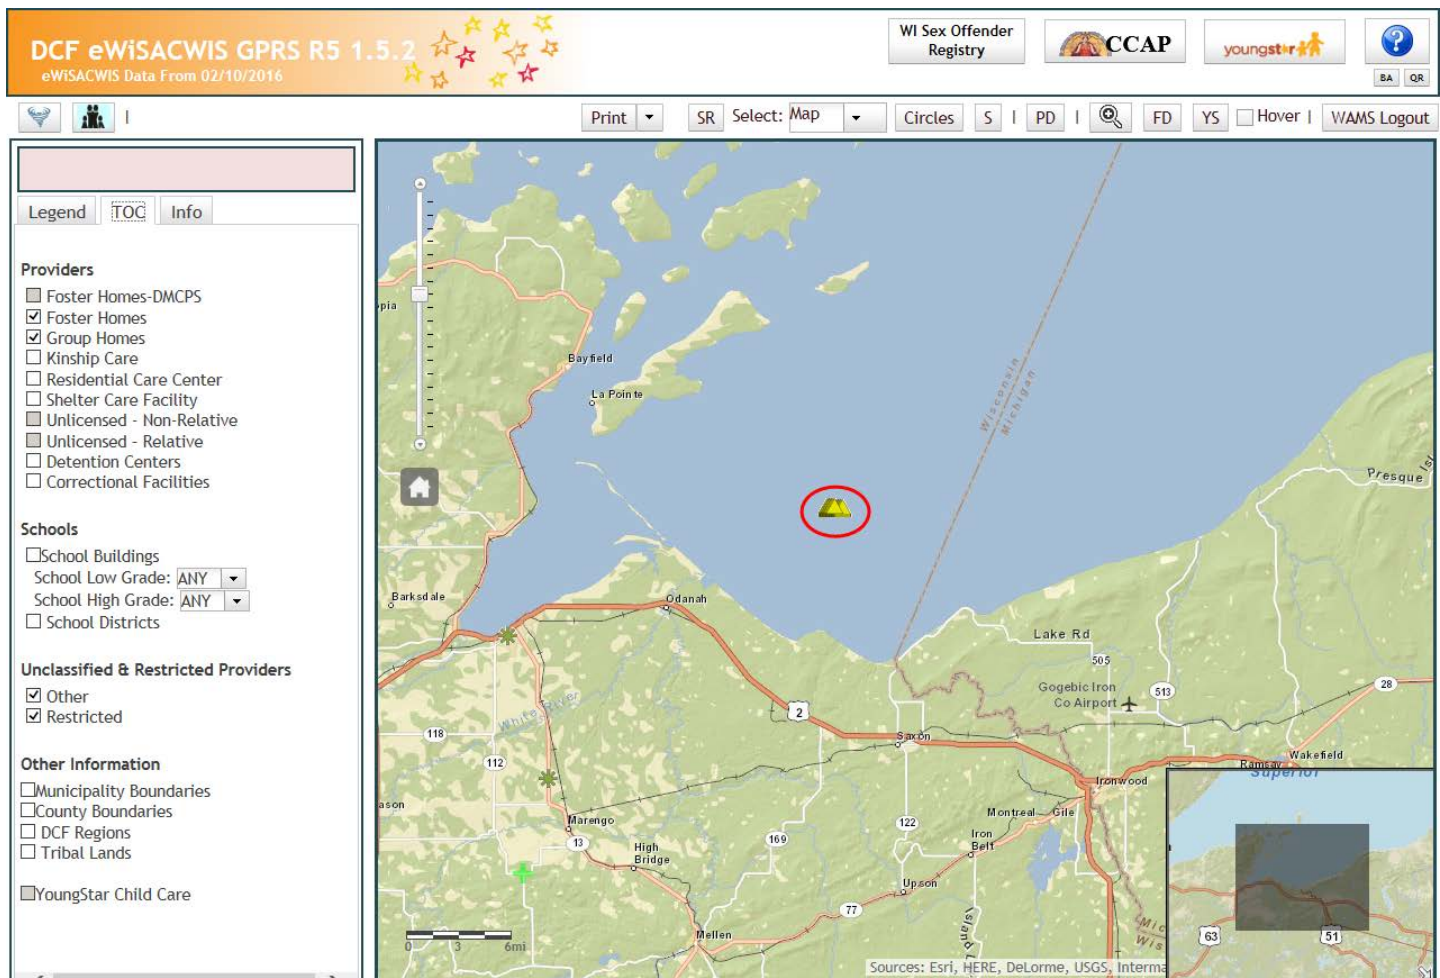 DCF eWiSACWIS GPRS R5 1.5.2
eWiSACWIS Data From 02/10/2016
WI Sex Offender
Registry
CCAP
youngstar
?
BA QR
Print SR Select: Map Circles S | PD | FD YS Hover | WAMS Logout
Legend TOC Info
Providers
Foster Homes-DMCPS
Foster Homes
Group Homes
Kinship Care
Residential Care Center
Shelter Care Facility
Unlicensed - Non-Relative
Unlicensed - Relative
Detention Centers
Correctional Facilities
Schools
School Buildings
School Low Grade: ANY
School High Grade: ANY
School Districts
Unclassified & Restricted Providers
Other
Restricted
Other Information
Municipality Boundaries
County Boundaries
DCF Regions
Tribal Lands
YoungStar Child Care
pia
Bayfield
La Pointe
Wisconsin
Michigan
Presque Isl
Barksdale
Odanah
Lake Rd
505
Gogebic Iron
Co Airport
513
28
White River
2
118
Saxon
112
Wakefield
Ramsay
Superior
Ironwood
ason
Marengo
Montreal Gile
122
13
169
Iron
Belt
High
Bridge
Upson
77
Island L
Mic
Wis
63
51
Mellen
0 3 6mi
Sources: Esri, HERE, DeLorme, USGS, Interma